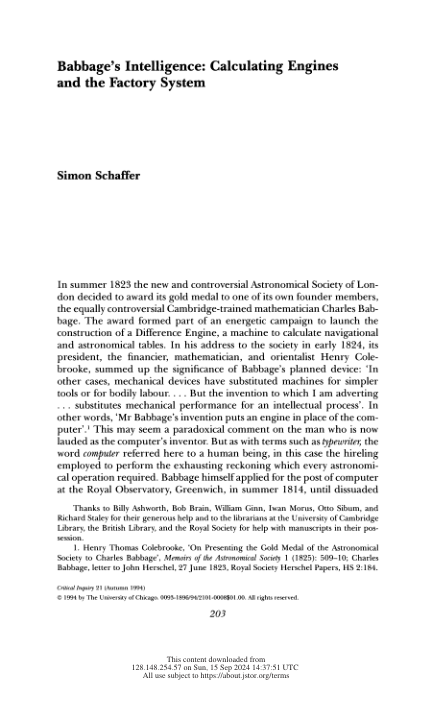 Babbage's Intelligence: Calculating Engines
and the Factory System
Simon Schaffer
In summer 1823 the new and controversial Astronomical Society of Lon-
don decided to award its gold medal to one of its own founder members,
the equally controversial Cambridge-trained mathematician Charles Bab-
bage. The award formed part of an energetic campaign to launch the
construction of a Difference Engine, a machine to calculate navigational
and astronomical tables. In his address to the society in early 1824, its
president, the financier, mathematician, and orientalist Henry Cole-
brooke, summed up the significance of Babbage's planned device: 'In
other cases, mechanical devices have substituted machines for simpler
tools or for bodily labour. . . . But the invention to which I am adverting
. . . substitutes mechanical performance for an intellectual process'. In
other words, 'Mr Babbage's invention puts an engine in place of the com-
puter'.¹ This may seem a paradoxical comment on the man who is now
lauded as the computer's inventor. But as with terms such as typewriter, the
word computer referred here to a human being, in this case the hireling
employed to perform the exhausting reckoning which every astronomi-
cal operation required. Babbage himself applied for the post of computer
at the Royal Observatory, Greenwich, in summer 1814, until dissuaded
Thanks to Billy Ashworth, Bob Brain, William Ginn, Iwan Morus, Otto Sibum, and
Richard Staley for their generous help and to the librarians at the University of Cambridge
Library, the British Library, and the Royal Society for help with manuscripts in their pos-
session.
1. Henry Thomas Colebrooke, 'On Presenting the Gold Medal of the Astronomical
Society to Charles Babbage', Memoirs of the Astronomical Society 1 (1825): 509–10; Charles
Babbage, letter to John Herschel, 27 June 1823, Royal Society Herschel Papers, HS 2:184.
Critical Inquiry 21 (Autumn 1994)
© 1994 by The University of Chicago. 0093-1896/94/2101-0008$01.00. All rights reserved.
203
This content downloaded from
128.148.254.57 on Sun, 15 Sep 2024 14:37:51 UTC
All use subject to https://about.jstor.org/terms